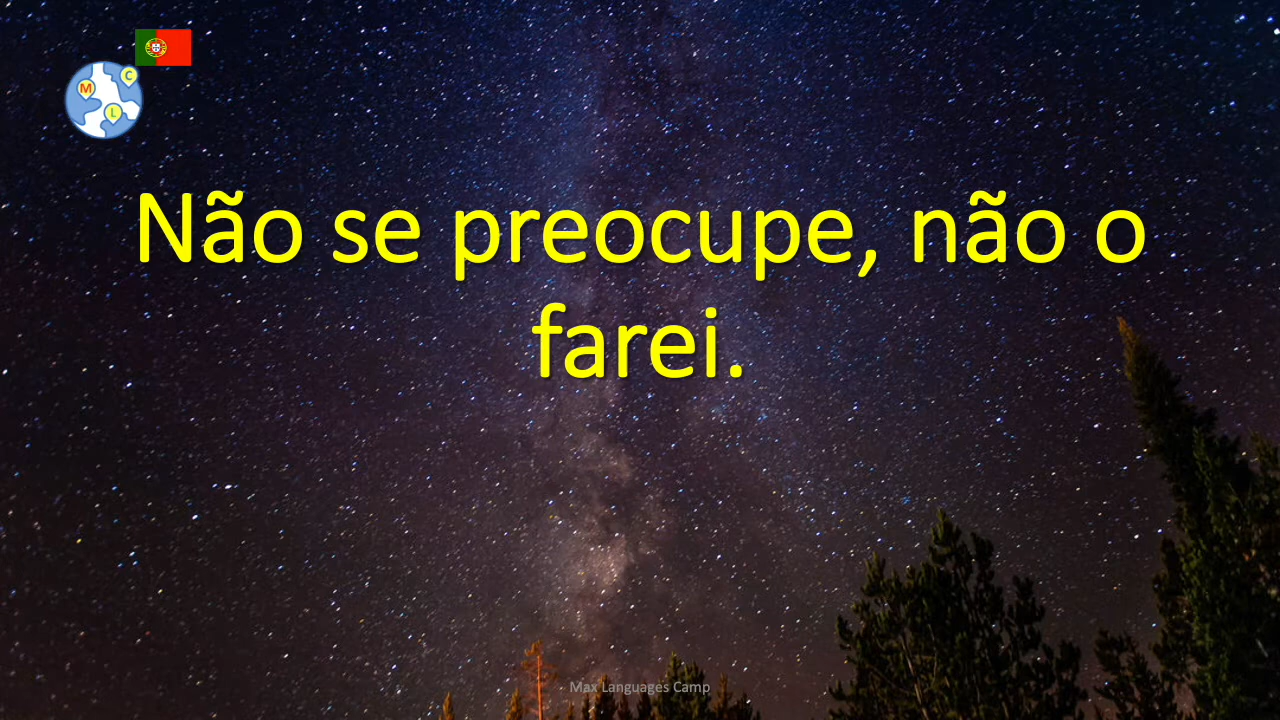 C
M
L
Não se preocupe, não o
farei.
Max Languages Camp